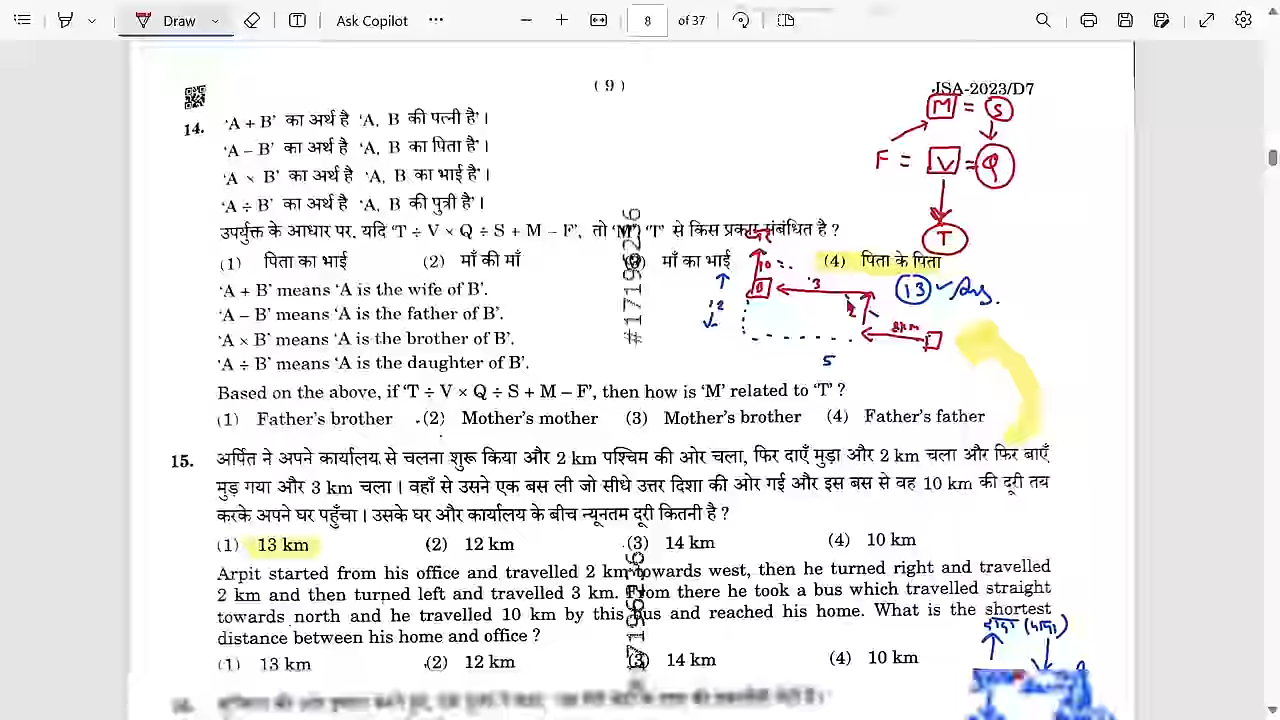 Draw
Ask Copilot
8 of 37
( 9 )
JSA-2023/D7
14. 'A + B' का अर्थ है 'A, B की पत्नी है'।
'A − B' का अर्थ है 'A, B का पिता है'।
'A × B' का अर्थ है 'A, B का भाई है'।
'A ÷ B' का अर्थ है 'A, B की पुत्री है'।
उपर्युक्त के आधार पर, यदि 'T ÷ V × Q ÷ S + M − F', तो 'M', 'T' से किस प्रकार संबंधित है ?
(1) पिता का भाई (2) माँ की माँ (3) माँ का भाई (4) पिता के पिता
'A + B' means 'A is the wife of B'.
'A − B' means 'A is the father of B'.
'A × B' means 'A is the brother of B'.
'A ÷ B' means 'A is the daughter of B'.
Based on the above, if 'T ÷ V × Q ÷ S + M − F', then how is 'M' related to 'T' ?
(1) Father's brother (2) Mother's mother (3) Mother's brother (4) Father's father
M = S
F = V = Q
T
10
3
13 Ans.
2
2
2km
5
#171996236
15. अर्पित ने अपने कार्यालय से चलना शुरू किया और 2 km पश्चिम की ओर चला, फिर दाएँ मुड़ा और 2 km चला और फिर बाएँ
मुड़ गया और 3 km चला। वहाँ से उसने एक बस ली जो सीधे उत्तर दिशा की ओर गई और इस बस से वह 10 km की दूरी तय
करके अपने घर पहुँचा। उसके घर और कार्यालय के बीच न्यूनतम दूरी कितनी है ?
(1) 13 km (2) 12 km (3) 14 km (4) 10 km
Arpit started from his office and travelled 2 km towards west, then he turned right and travelled
2 km and then turned left and travelled 3 km. From there he took a bus which travelled straight
towards north and he travelled 10 km by this bus and reached his home. What is the shortest
distance between his home and office ?
(1) 13 km (2) 12 km (3) 14 km (4) 10 km